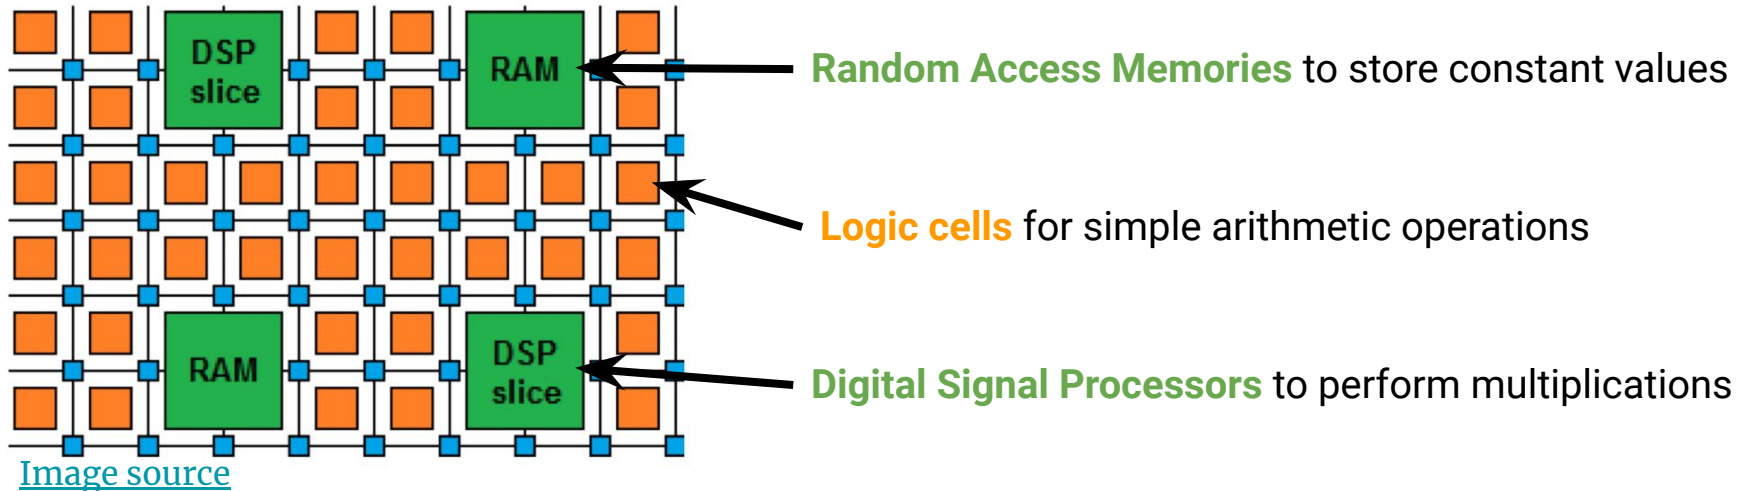 DSP
slice
RAM
Random Access Memories to store constant values
Logic cells for simple arithmetic operations
RAM
DSP
slice
Digital Signal Processors to perform multiplications
Image source